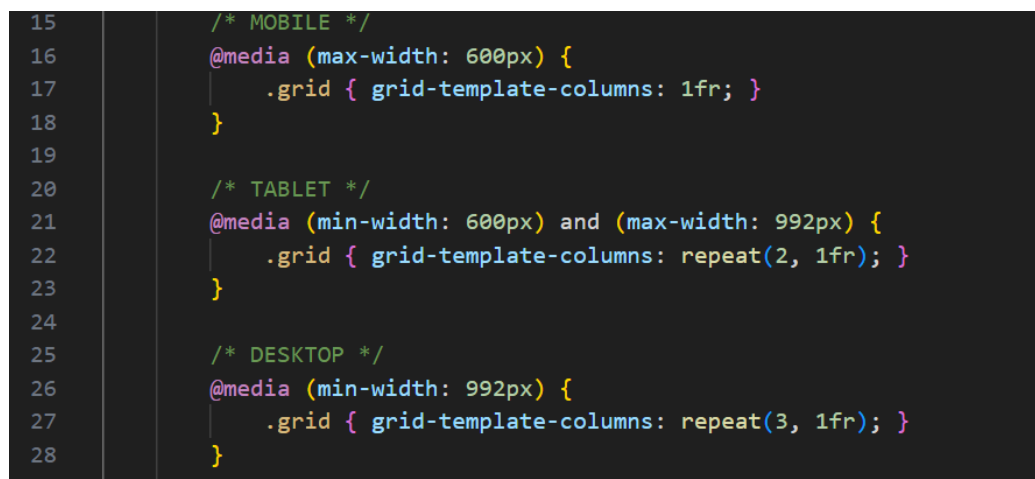 15 /* MOBILE */
16 @media (max-width: 600px) {
17 .grid { grid-template-columns: 1fr; }
18 }
19
20 /* TABLET */
21 @media (min-width: 600px) and (max-width: 992px) {
22 .grid { grid-template-columns: repeat(2, 1fr); }
23 }
24
25 /* DESKTOP */
26 @media (min-width: 992px) {
27 .grid { grid-template-columns: repeat(3, 1fr); }
28 }